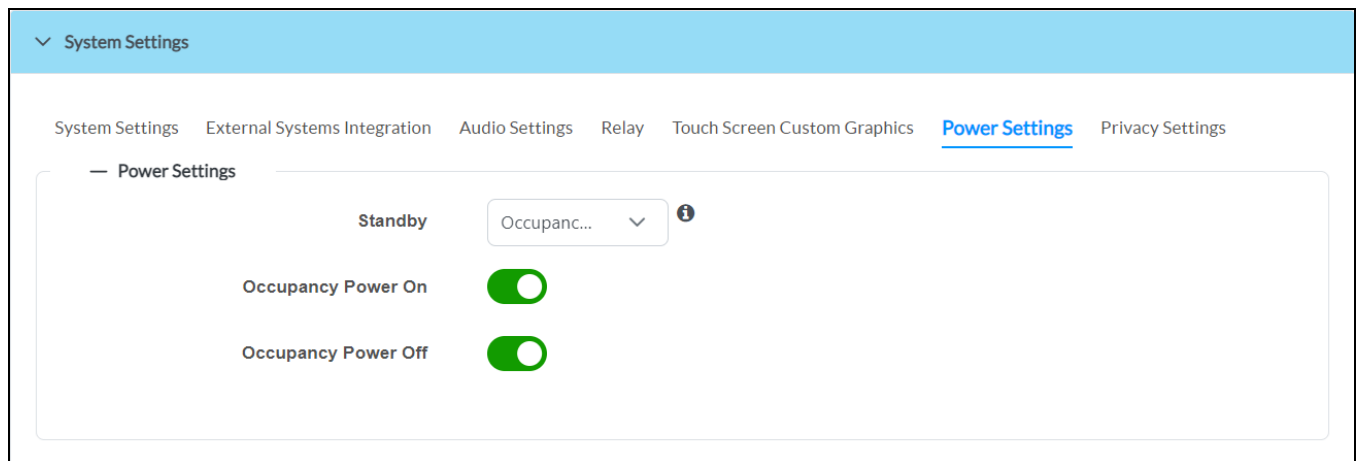 System Settings
System Settings External Systems Integration Audio Settings Relay Touch Screen Custom Graphics Power Settings Privacy Settings
Power Settings
Standby Occupanc...
Occupancy Power On
Occupancy Power Off